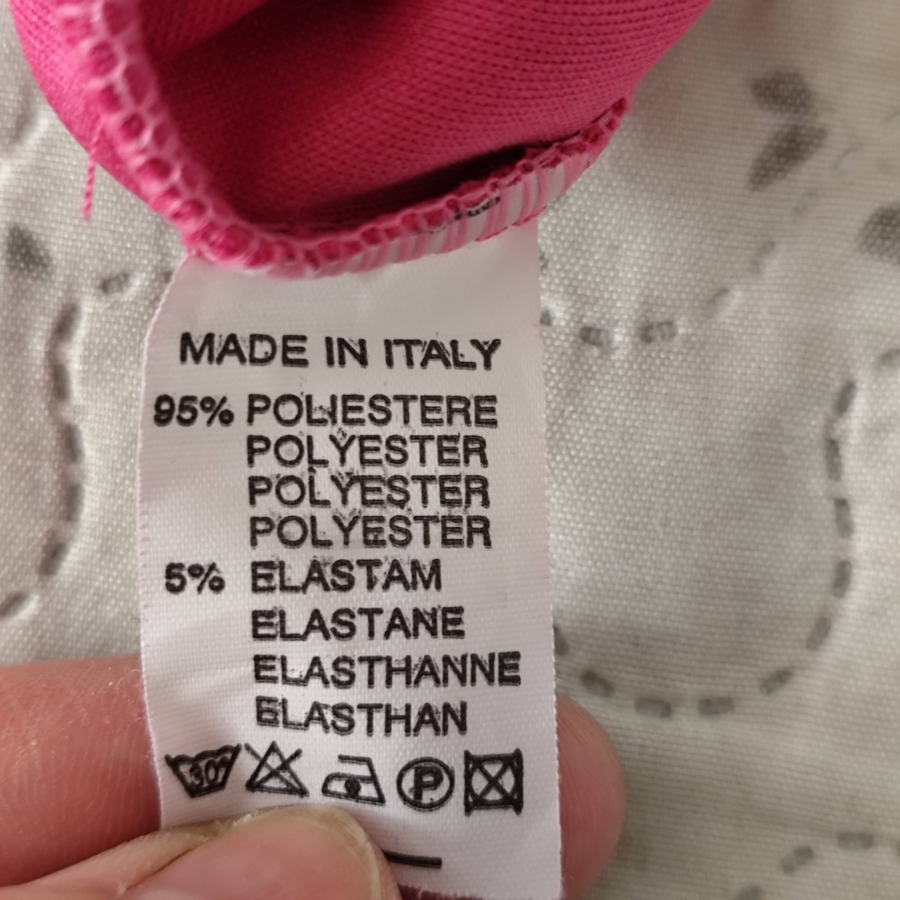 MADE IN ITALY
95% POLIESTERE
POLYESTER
POLYESTER
POLYESTER
5% ELASTAM
ELASTANE
ELASTHANNE
ELASTHAN
30° P